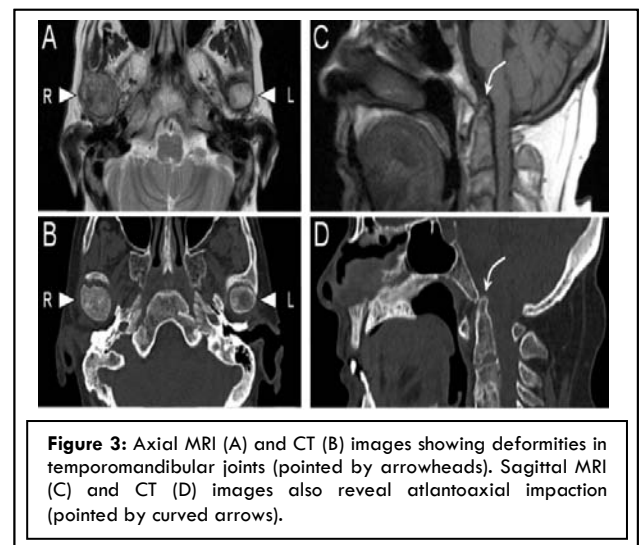 A
R
L
C
B
R
L
D
Figure 3: Axial MRI (A) and CT (B) images showing deformities in
temporomandibular joints (pointed by arrowheads). Sagittal MRI
(C) and CT (D) images also reveal atlantoaxial impaction
(pointed by curved arrows).